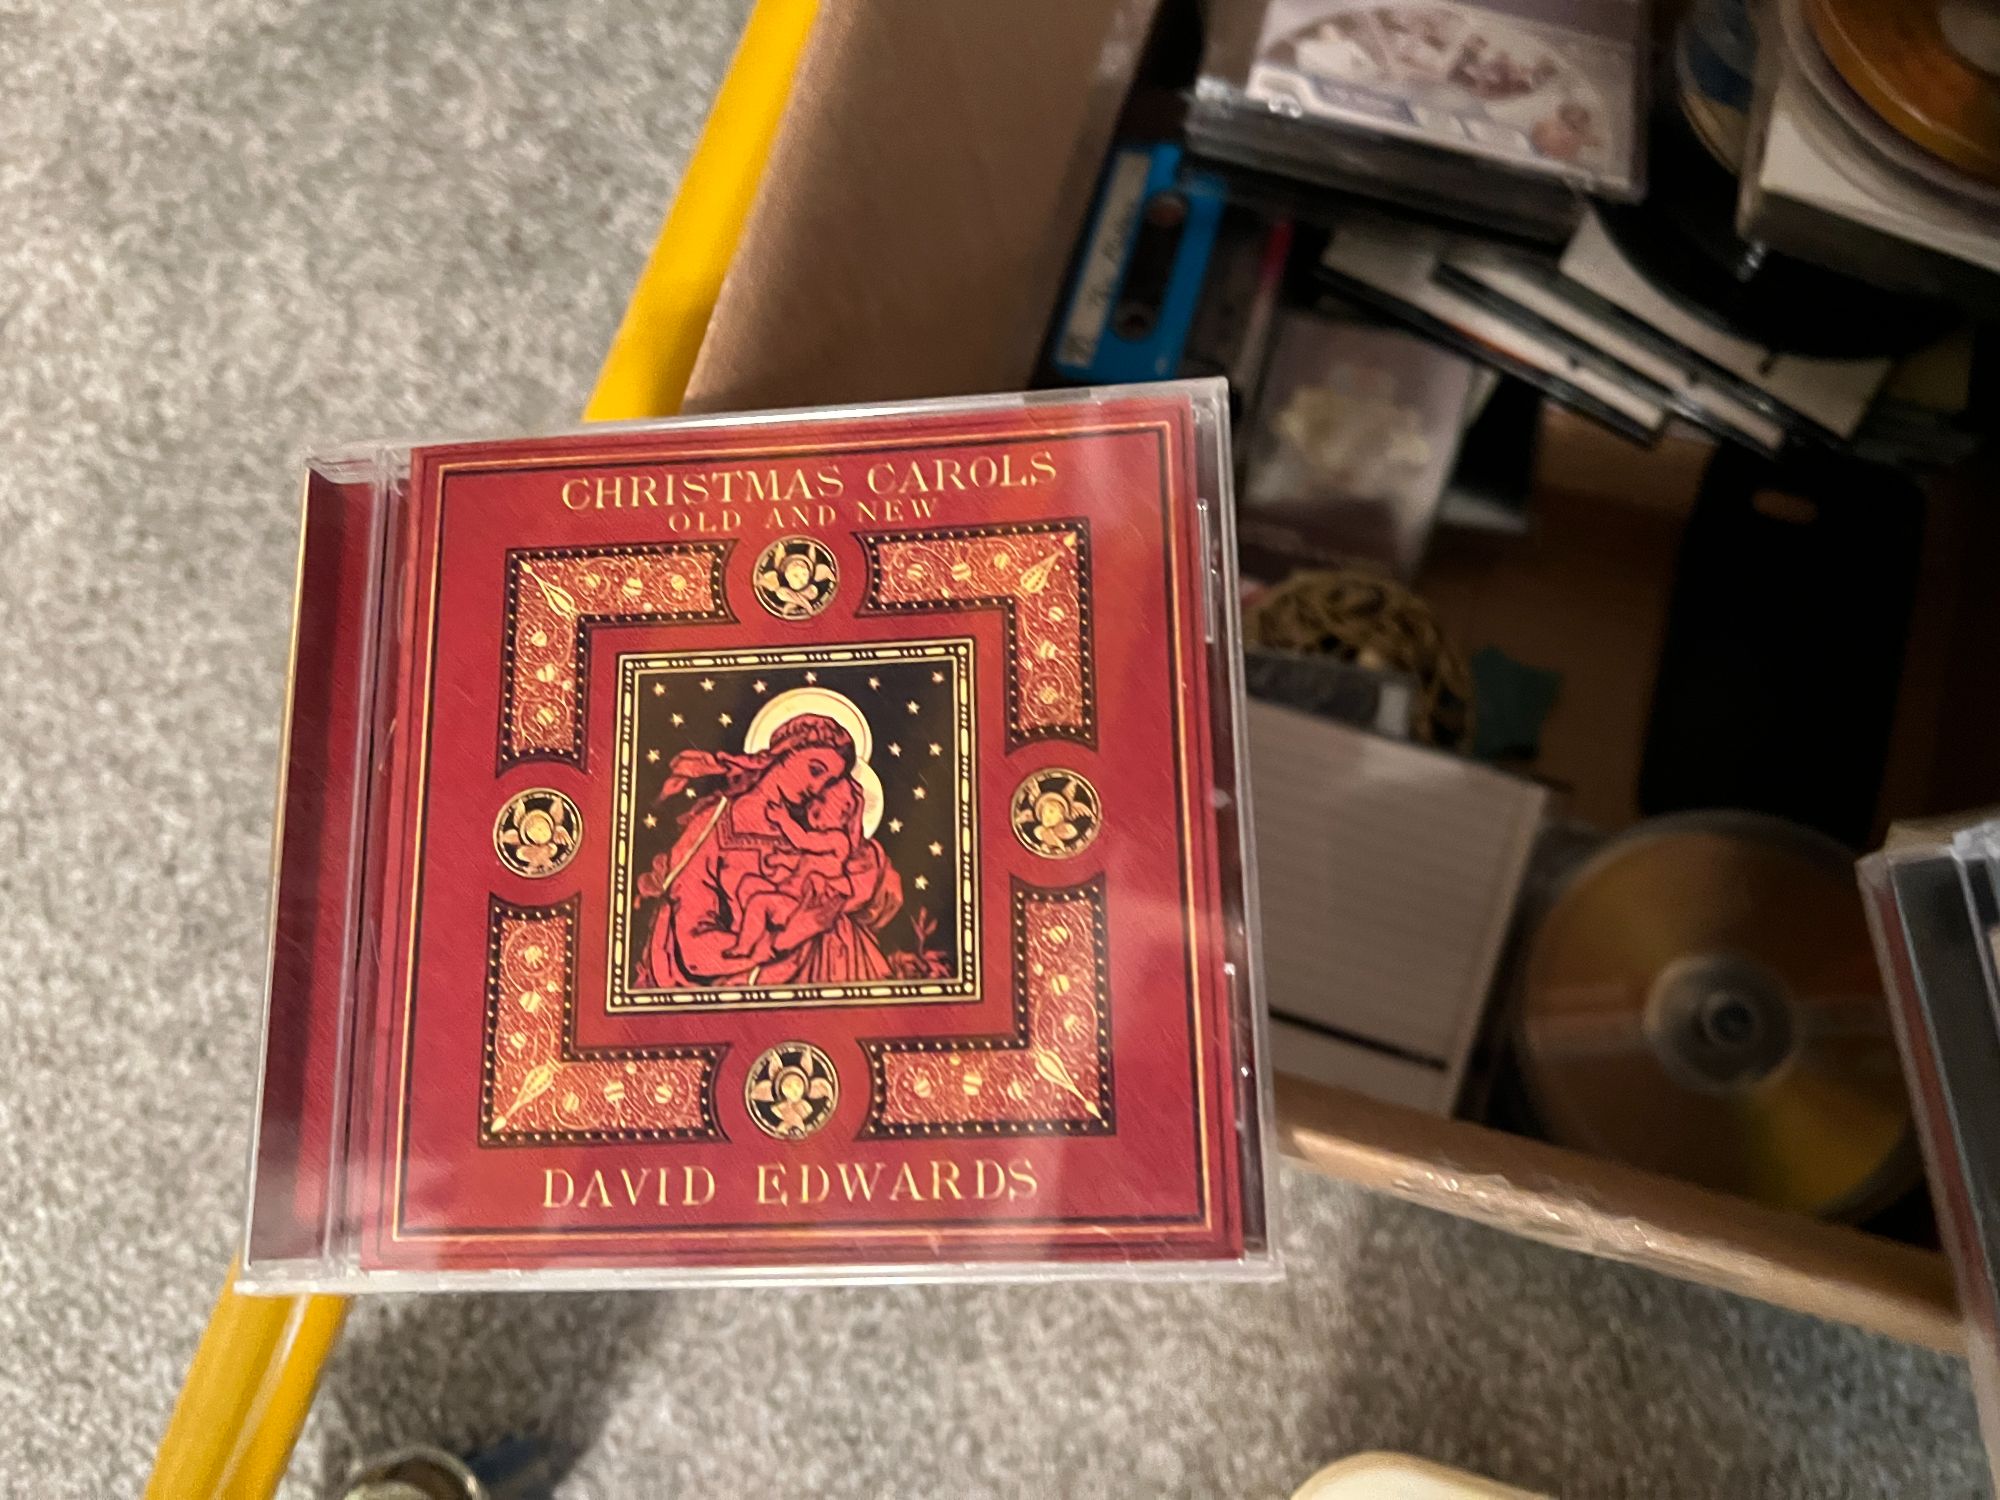 CHRISTMAS CAROLS
OLD AND NEW
DAVID EDWARDS